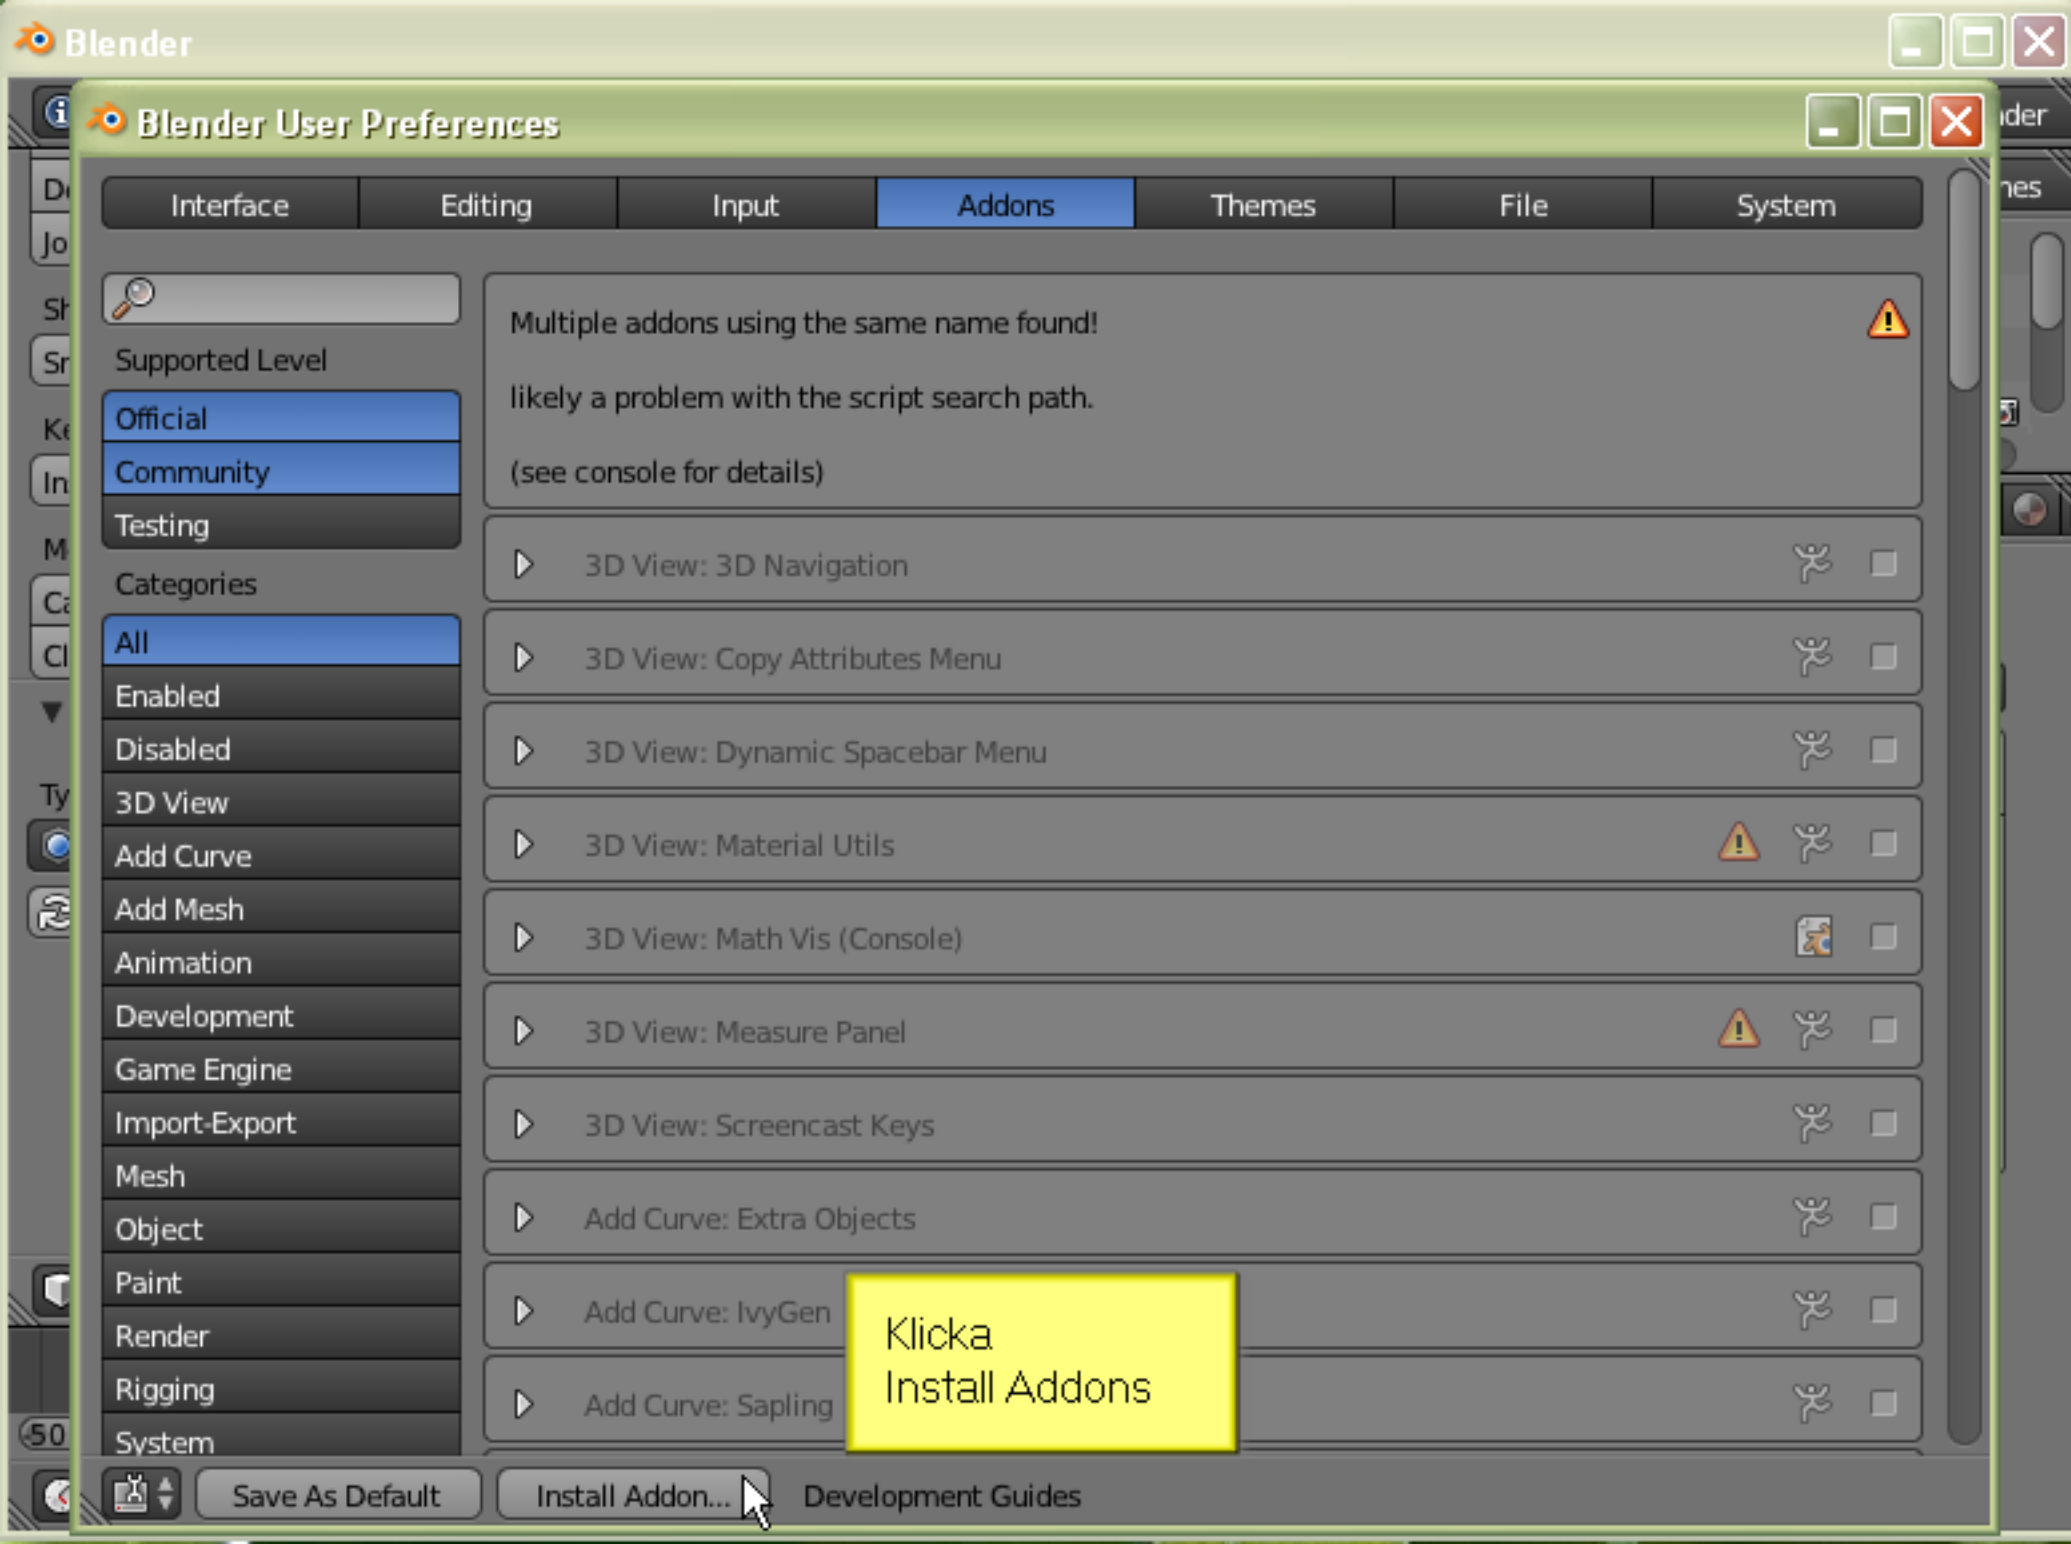 Blender
Blender User Preferences
Interface
Editing
Input
Addons
Themes
File
System
Supported Level
Official
Community
Testing
Categories
All
Enabled
Disabled
3D View
Add Curve
Add Mesh
Animation
Development
Game Engine
Import-Export
Mesh
Object
Paint
Render
Rigging
System
Multiple addons using the same name found!
likely a problem with the script search path.
(see console for details)
3D View: 3D Navigation
3D View: Copy Attributes Menu
3D View: Dynamic Spacebar Menu
3D View: Material Utils
3D View: Math Vis (Console)
3D View: Measure Panel
3D View: Screencast Keys
Add Curve: Extra Objects
Add Curve: IvyGen
Add Curve: Sapling
Klicka
Install Addons
Save As Default
Install Addon...
Development Guides